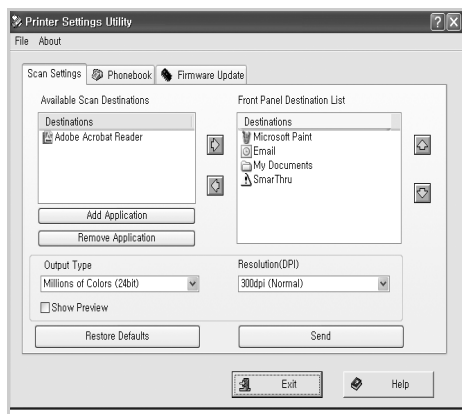 Printer Settings Utility
File About
Scan Settings Phonebook Firmware Update
Available Scan Destinations
Destinations
Adobe Acrobat Reader
Add Application
Remove Application
Front Panel Destination List
Destinations
Microsoft Paint
Email
My Documents
SmarThru
Output Type
Millions of Colors (24bit)
Show Preview
Resolution(DPI)
300dpi (Normal)
Restore Defaults
Send
Exit
Help